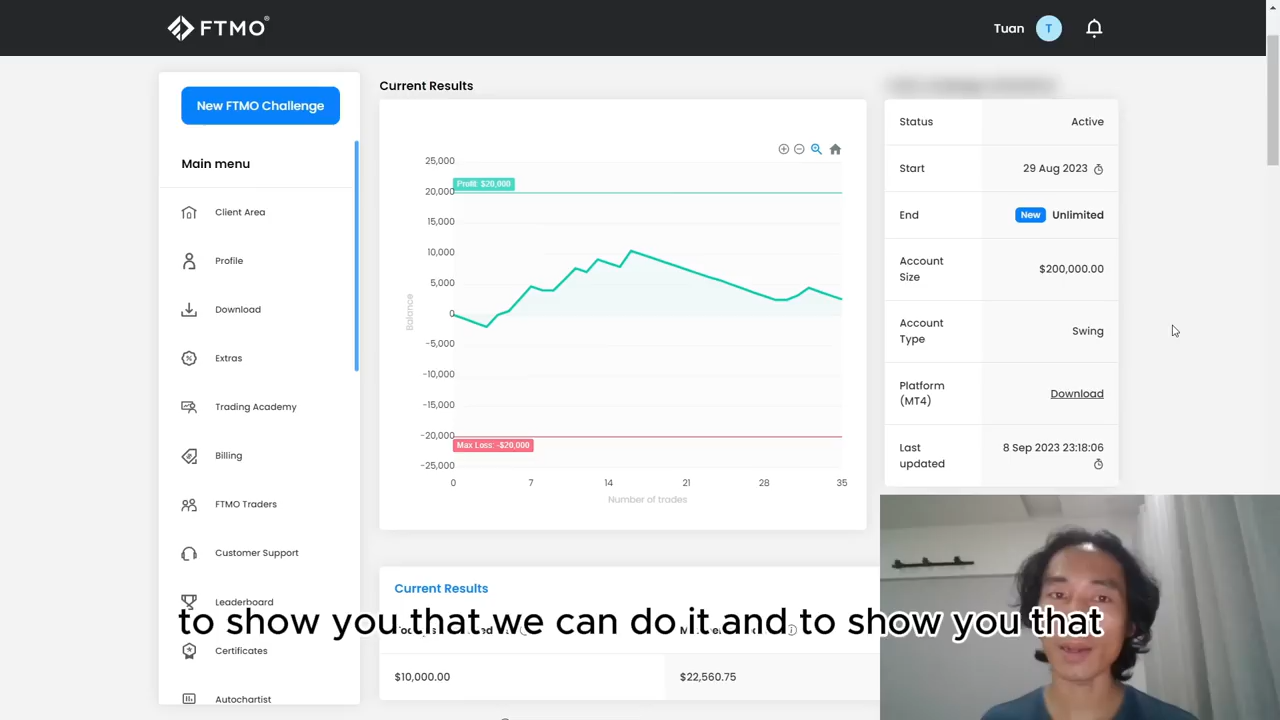 FTMO®
Tuan
T
New FTMO Challenge
Main menu
Client Area
Profile
Download
Extras
Trading Academy
Billing
FTMO Traders
Customer Support
Leaderboard
Certificates
Autochartist
Current Results
25,000
20,000
15,000
10,000
5,000
0
-5,000
-10,000
-15,000
-20,000
-25,000
Balance
Profit: $20,000
Max Loss: -$20,000
0 7 14 21 28 35
Number of trades
Status Active
Start 29 Aug 2023
End New Unlimited
Account Size $200,000.00
Account Type Swing
Platform (MT4) Download
Last updated 8 Sep 2023 23:18:06
Current Results
$10,000.00 $22,560.75
to show you that we can do it and to show you that